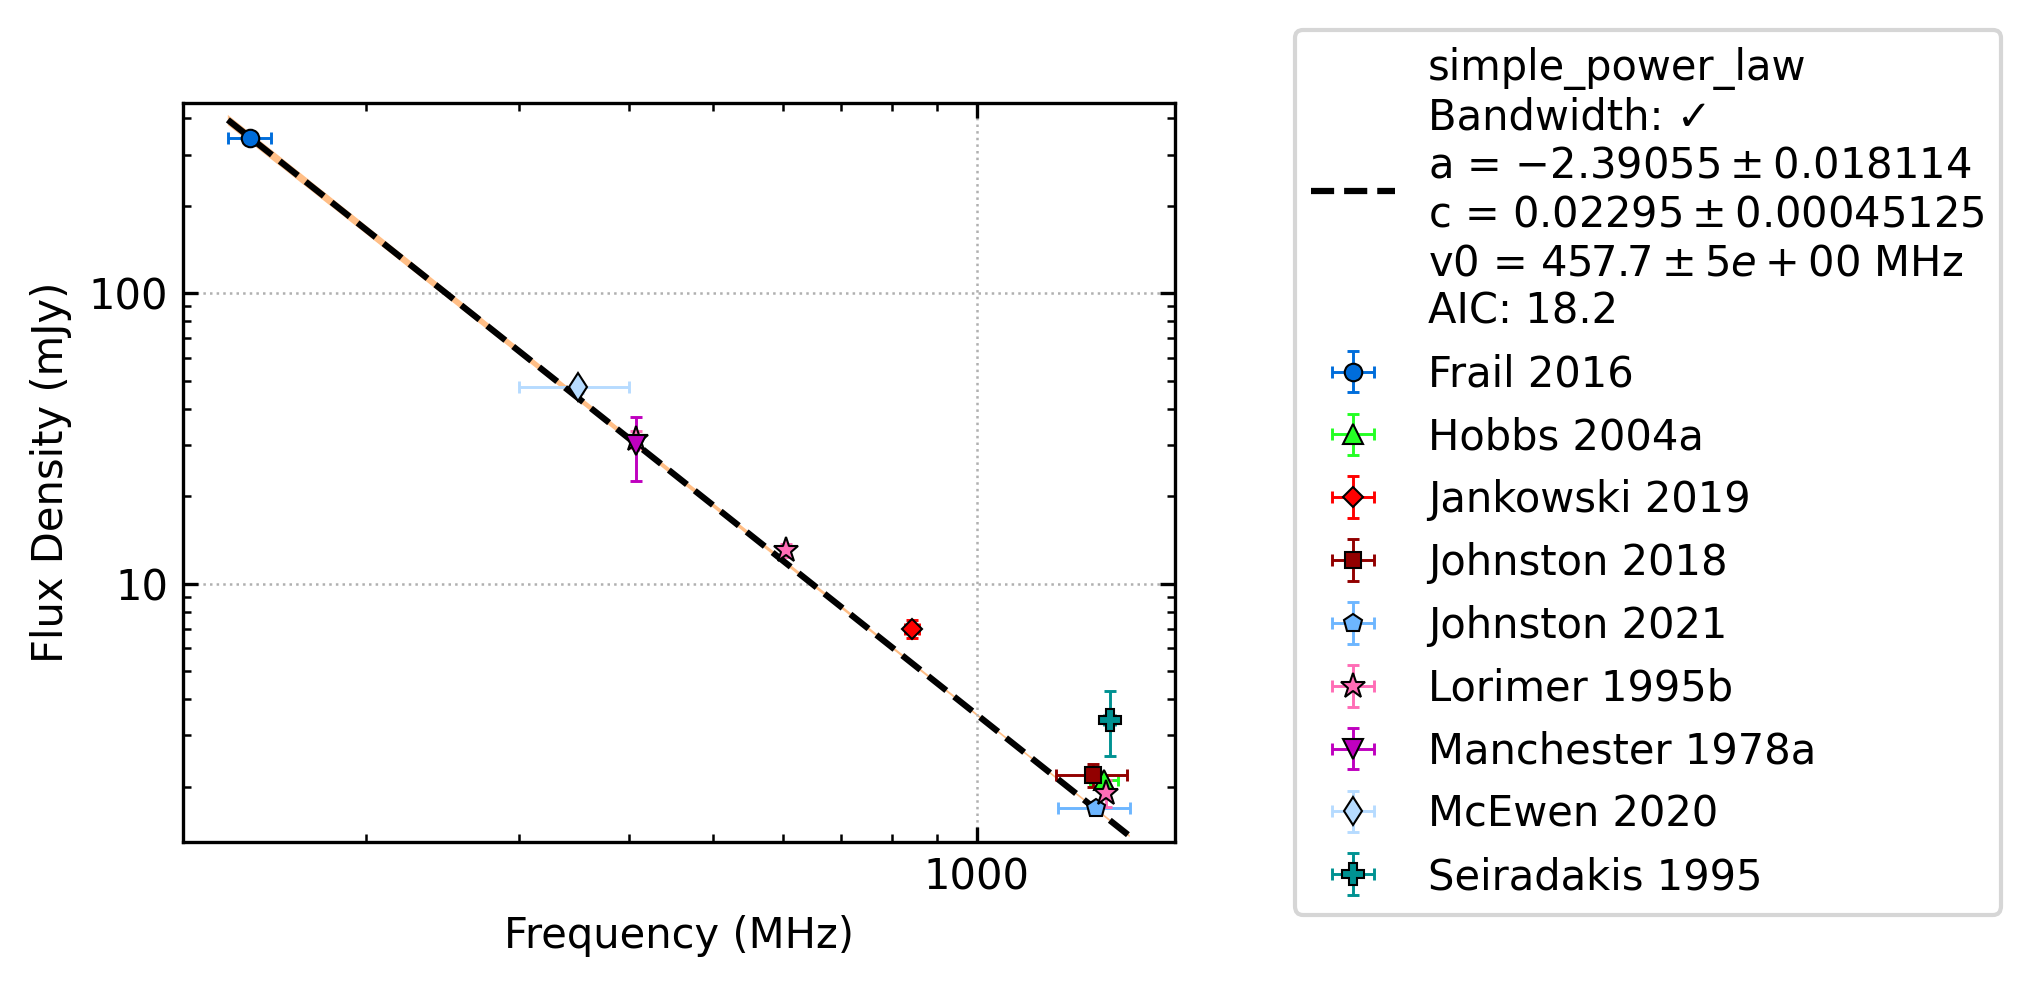 Flux Density (mJy)
100
10
1000
Frequency (MHz)
simple_power_law
Bandwidth: ✓
a = −2.39055 ± 0.018114
c = 0.02295 ± 0.00045125
v0 = 457.7 ± 5e + 00 MHz
AIC: 18.2
Frail 2016
Hobbs 2004a
Jankowski 2019
Johnston 2018
Johnston 2021
Lorimer 1995b
Manchester 1978a
McEwen 2020
Seiradakis 1995